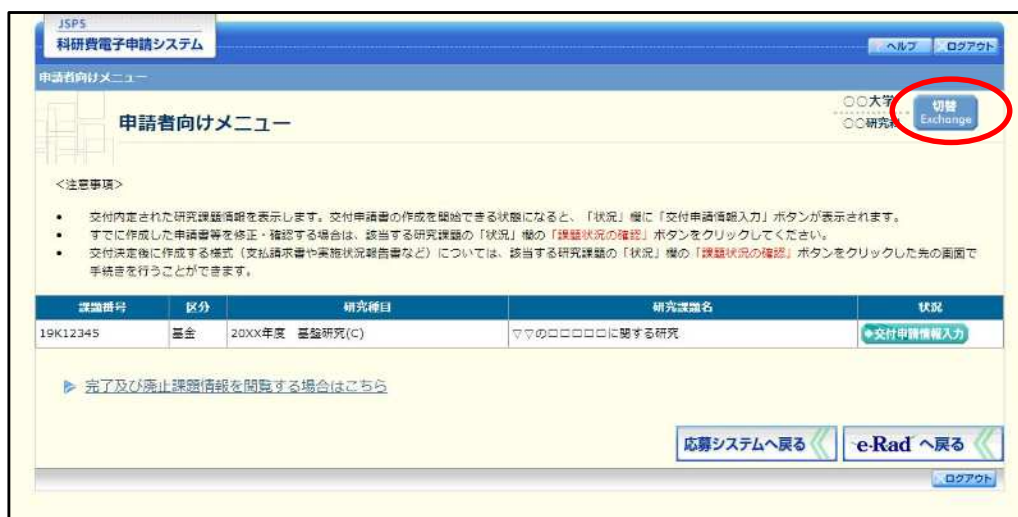 JSPS
科研費電子申請システム
ヘルプ
ログアウト
申請者向けメニュー
申請者向けメニュー
○○大学
○○研究科
切替
Exchange
<注意事項>
• 交付内定された研究課題情報を表示します。交付申請書の作成を開始できる状態になると、「状況」欄に「交付申請情報入力」ボタンが表示されます。
• すでに作成した申請書等を修正・確認する場合は、該当する研究課題の「状況」欄の「課題状況の確認」ボタンをクリックしてください。
• 交付決定後に作成する様式（支払請求書や実施状況報告書など）については、該当する研究課題の「状況」欄の「課題状況の確認」ボタンをクリックした先の画面で
手続きを行うことができます。
課題番号 区分 研究種目 研究課題名 状況
19K12345 基金 20XX年度 基盤研究(C) ▽▽の□□□□□に関する研究 交付申請情報入力
完了及び廃止課題情報を閲覧する場合はこちら
応募システムへ戻る
e-Rad へ戻る
ログアウト